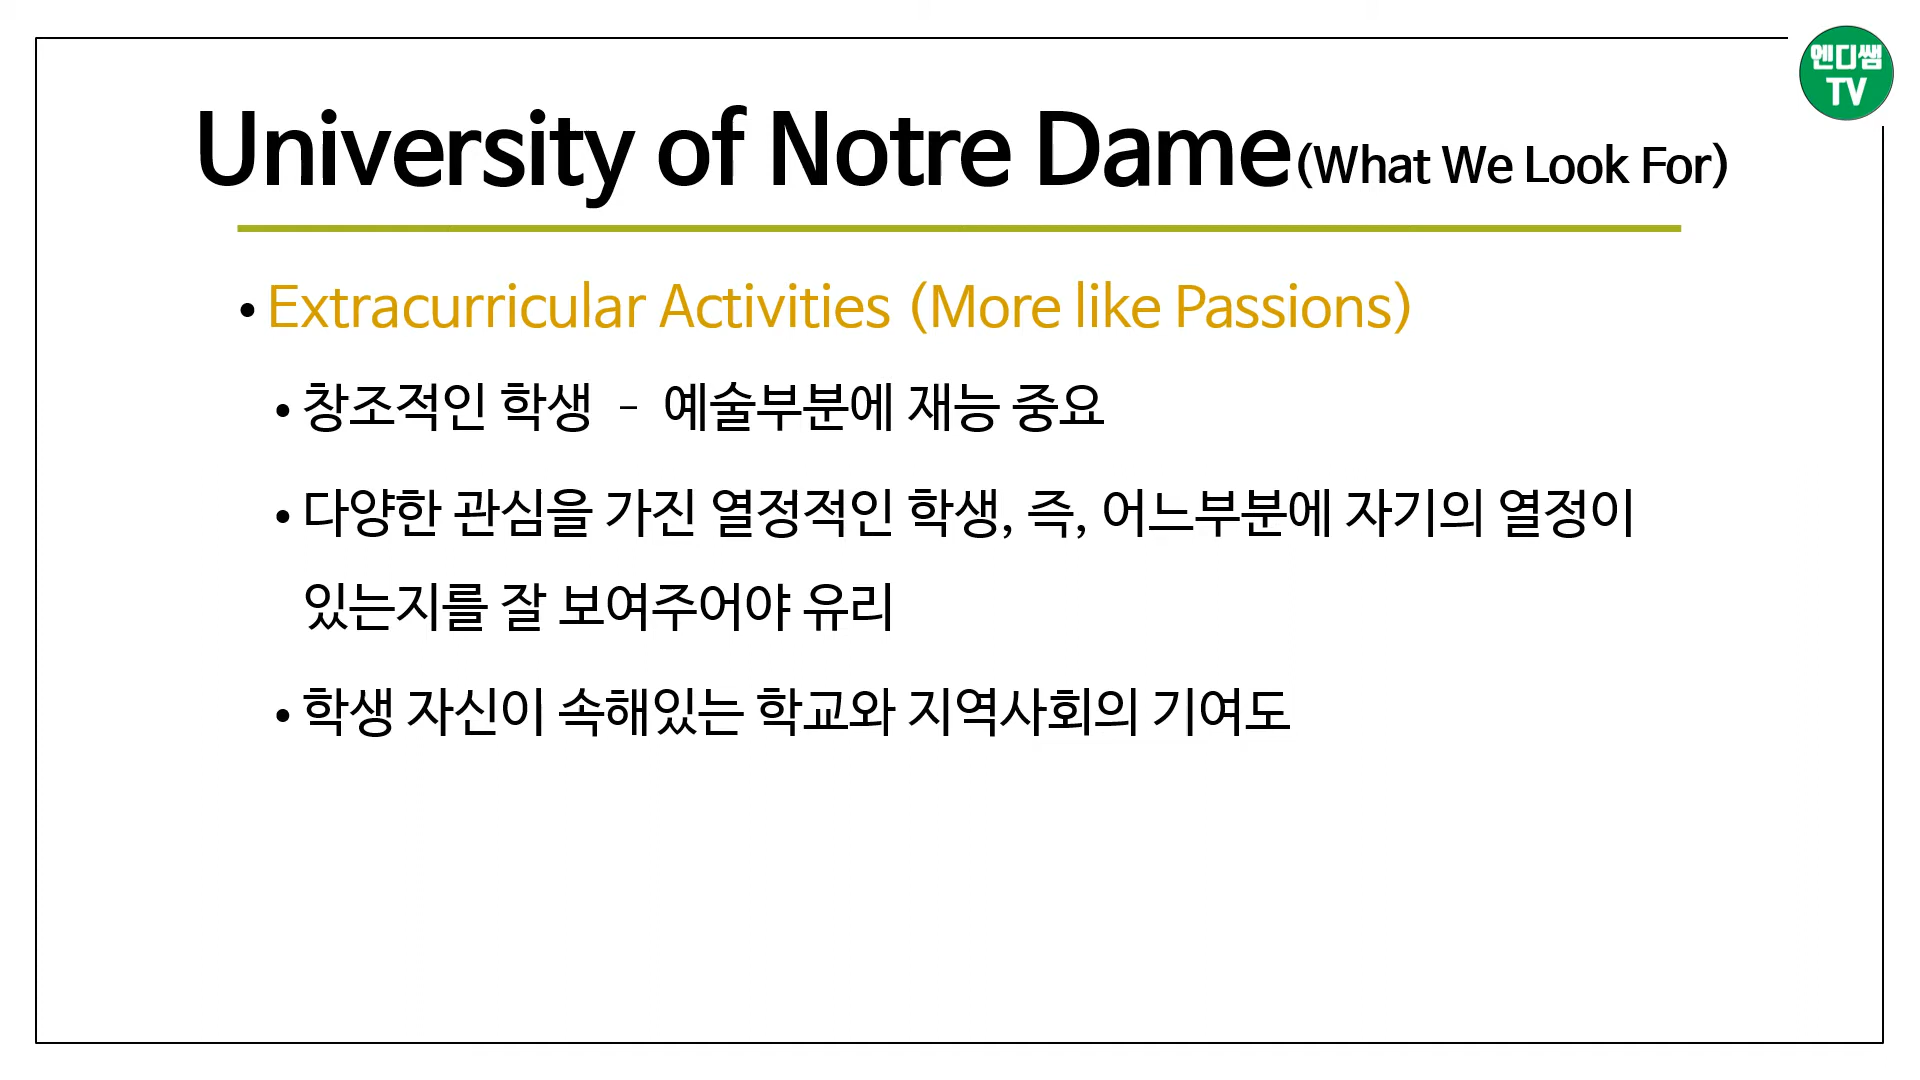 엔디쌤
TV
University of Notre Dame(What We Look For)
• Extracurricular Activities (More like Passions)
• 창조적인 학생 - 예술부분에 재능 중요
• 다양한 관심을 가진 열정적인 학생, 즉, 어느부분에 자기의 열정이
있는지를 잘 보여주어야 유리
• 학생 자신이 속해있는 학교와 지역사회의 기여도